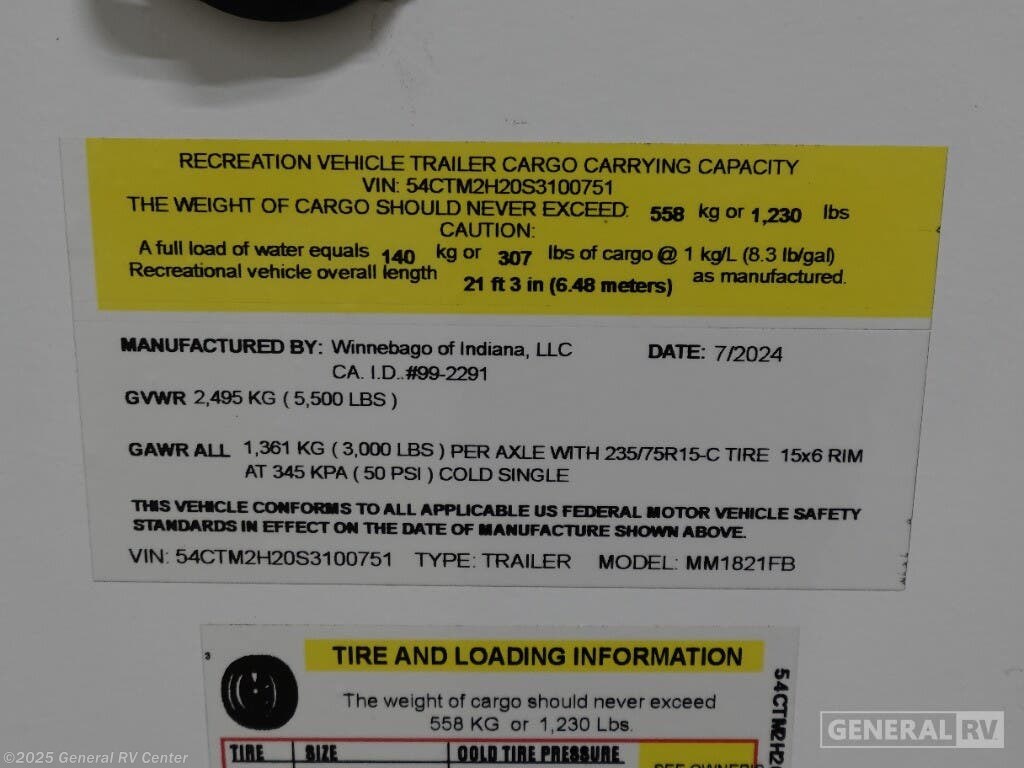 RECREATION VEHICLE TRAILER CARGO CARRYING CAPACITY
VIN: 54CTM2H20S3100751
THE WEIGHT OF CARGO SHOULD NEVER EXCEED: 558 kg or 1,230 lbs
CAUTION:
A full load of water equals 140 kg or 307 lbs of cargo @ 1 kg/L (8.3 lb/gal)
Recreational vehicle overall length 21 ft 3 in (6.48 meters) as manufactured.
MANUFACTURED BY: Winnebago of Indiana, LLC DATE: 7/2024
CA. I.D..#99-2291
GVWR 2,495 KG ( 5,500 LBS )
GAWR ALL 1,361 KG ( 3,000 LBS ) PER AXLE WITH 235/75R15-C TIRE 15x6 RIM
AT 345 KPA ( 50 PSI ) COLD SINGLE
THIS VEHICLE CONFORMS TO ALL APPLICABLE US FEDERAL MOTOR VEHICLE SAFETY
STANDARDS IN EFFECT ON THE DATE OF MANUFACTURE SHOWN ABOVE.
VIN: 54CTM2H20S3100751 TYPE: TRAILER MODEL: MM1821FB
3
TIRE AND LOADING INFORMATION
The weight of cargo should never exceed
558 KG or 1,230 Lbs.
TIRE SIZE COLD TIRE PRESSURE
SEE OWNER'S
54CTM2H2
GENERAL RV
©2025 General RV Center